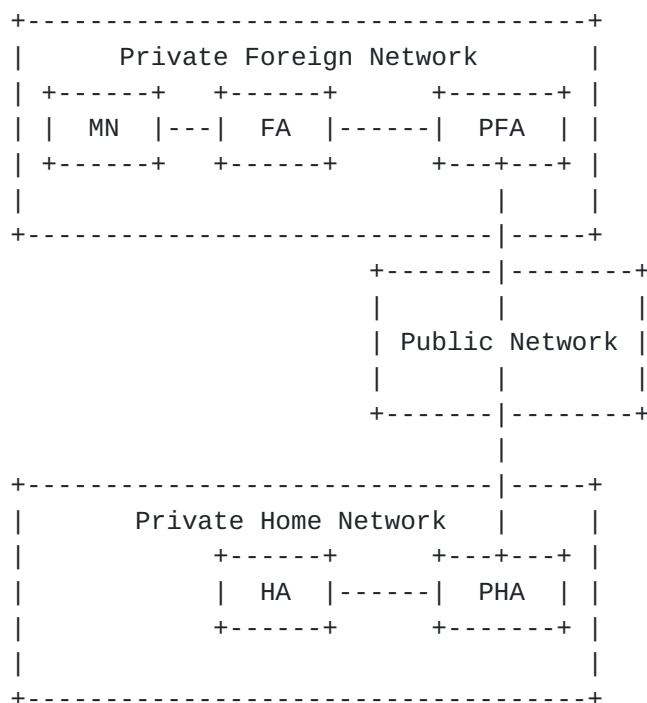 Private Foreign Network
MN FA PFA
Public Network
Private Home Network
HA PHA